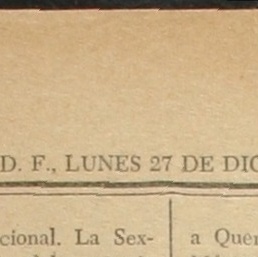 D. F., LUNES 27 DE DIC
cional. La Sex-
a Quer